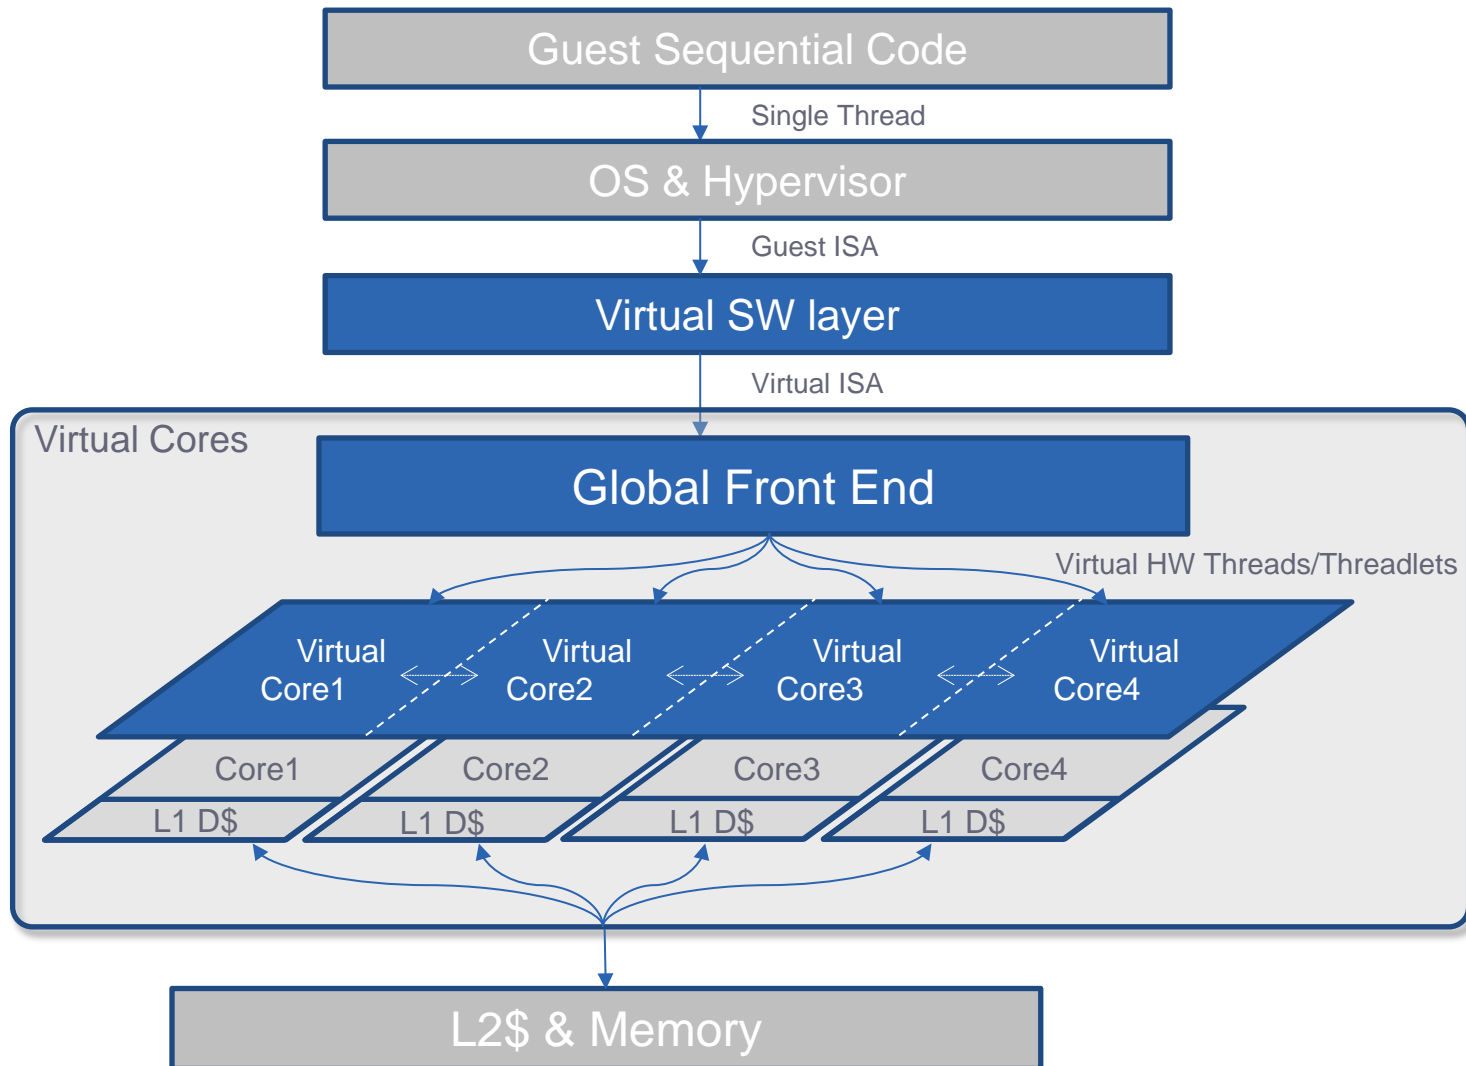 Guest Sequential Code
Single Thread
OS & Hypervisor
Guest ISA
Virtual SW layer
Virtual ISA
Virtual Cores
Global Front End
Virtual HW Threads/Threadlets
Virtual
Core1
Virtual
Core2
Virtual
Core3
Virtual
Core4
Core1
Core2
Core3
Core4
L1 D$
L1 D$
L1 D$
L1 D$
L2$ & Memory